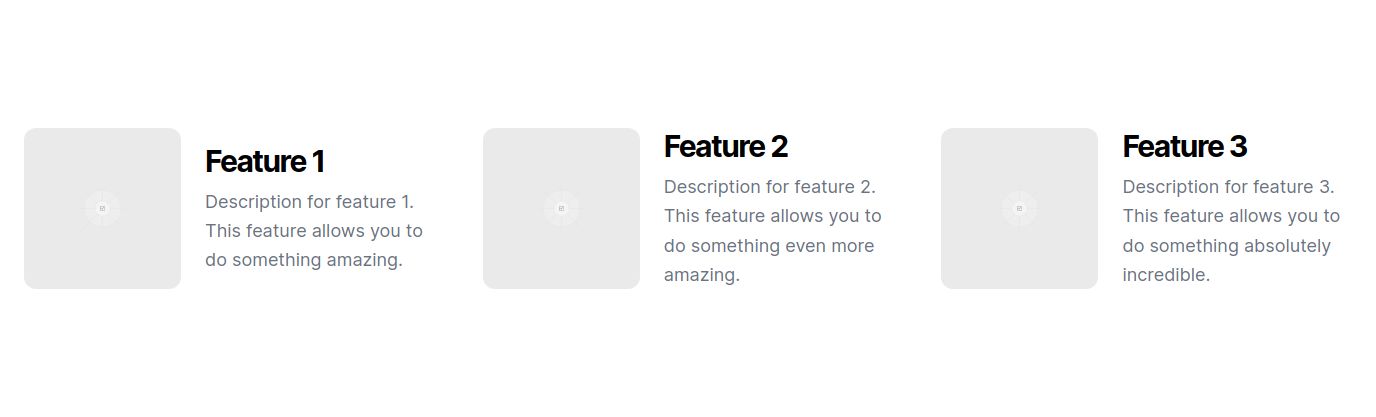 Feature 1
Description for feature 1.
This feature allows you to
do something amazing.
Feature 2
Description for feature 2.
This feature allows you to
do something even more
amazing.
Feature 3
Description for feature 3.
This feature allows you to
do something absolutely
incredible.